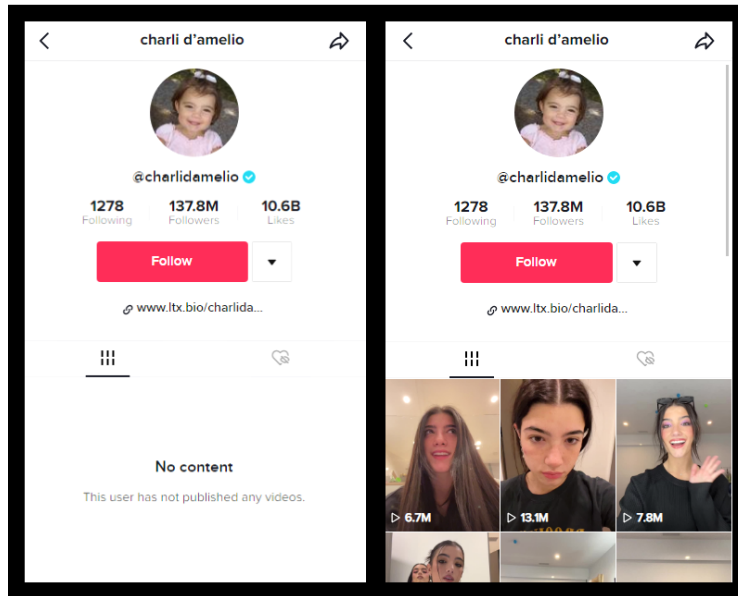 charli d’amelio
@charlidamelio
1278 137.8M 10.6B
Following Followers Likes
Follow
www.ltx.bio/charlida...
No content
This user has not published any videos.
charli d’amelio
@charlidamelio
1278 137.8M 10.6B
Following Followers Likes
Follow
www.ltx.bio/charlida...
6.7M 13.1M 7.8M